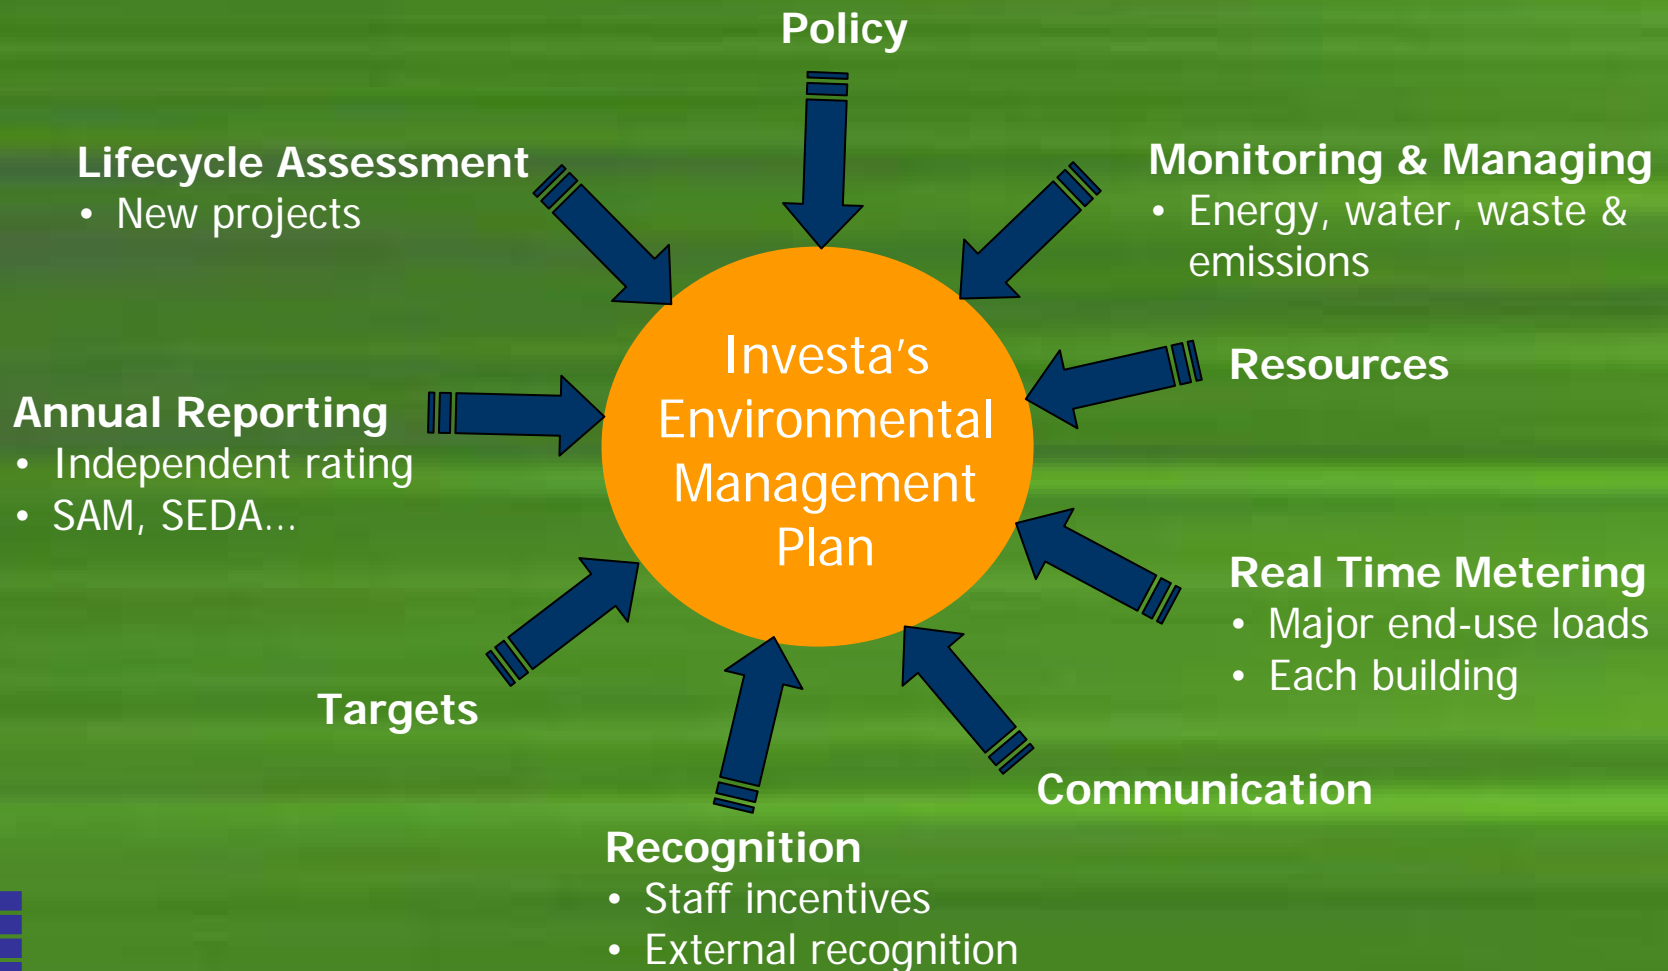 Policy
Lifecycle Assessment
• New projects
Monitoring & Managing
• Energy, water, waste &
emissions
Investa's
Environmental
Management
Plan
Resources
Annual Reporting
• Independent rating
• SAM, SEDA...
Real Time Metering
• Major end-use loads
• Each building
Targets
Communication
Recognition
• Staff incentives
• External recognition